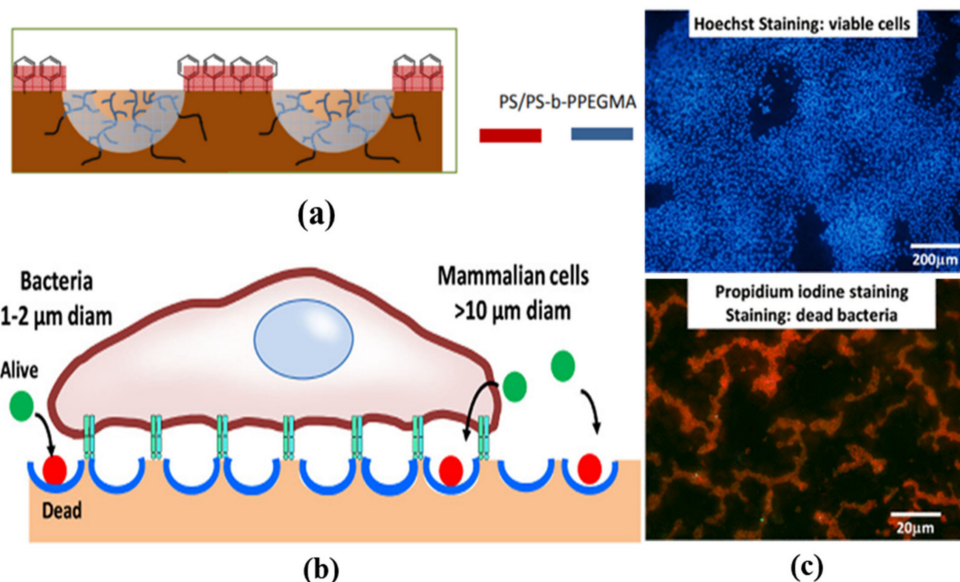 PS/PS-b-PPEGMA
(a)
Bacteria
1-2 μm diam
Mammalian cells
>10 μm diam
Alive
Dead
(b)
Hoechst Staining: viable cells
200μm
Propidium iodine staining
Staining: dead bacteria
20μm
(c)